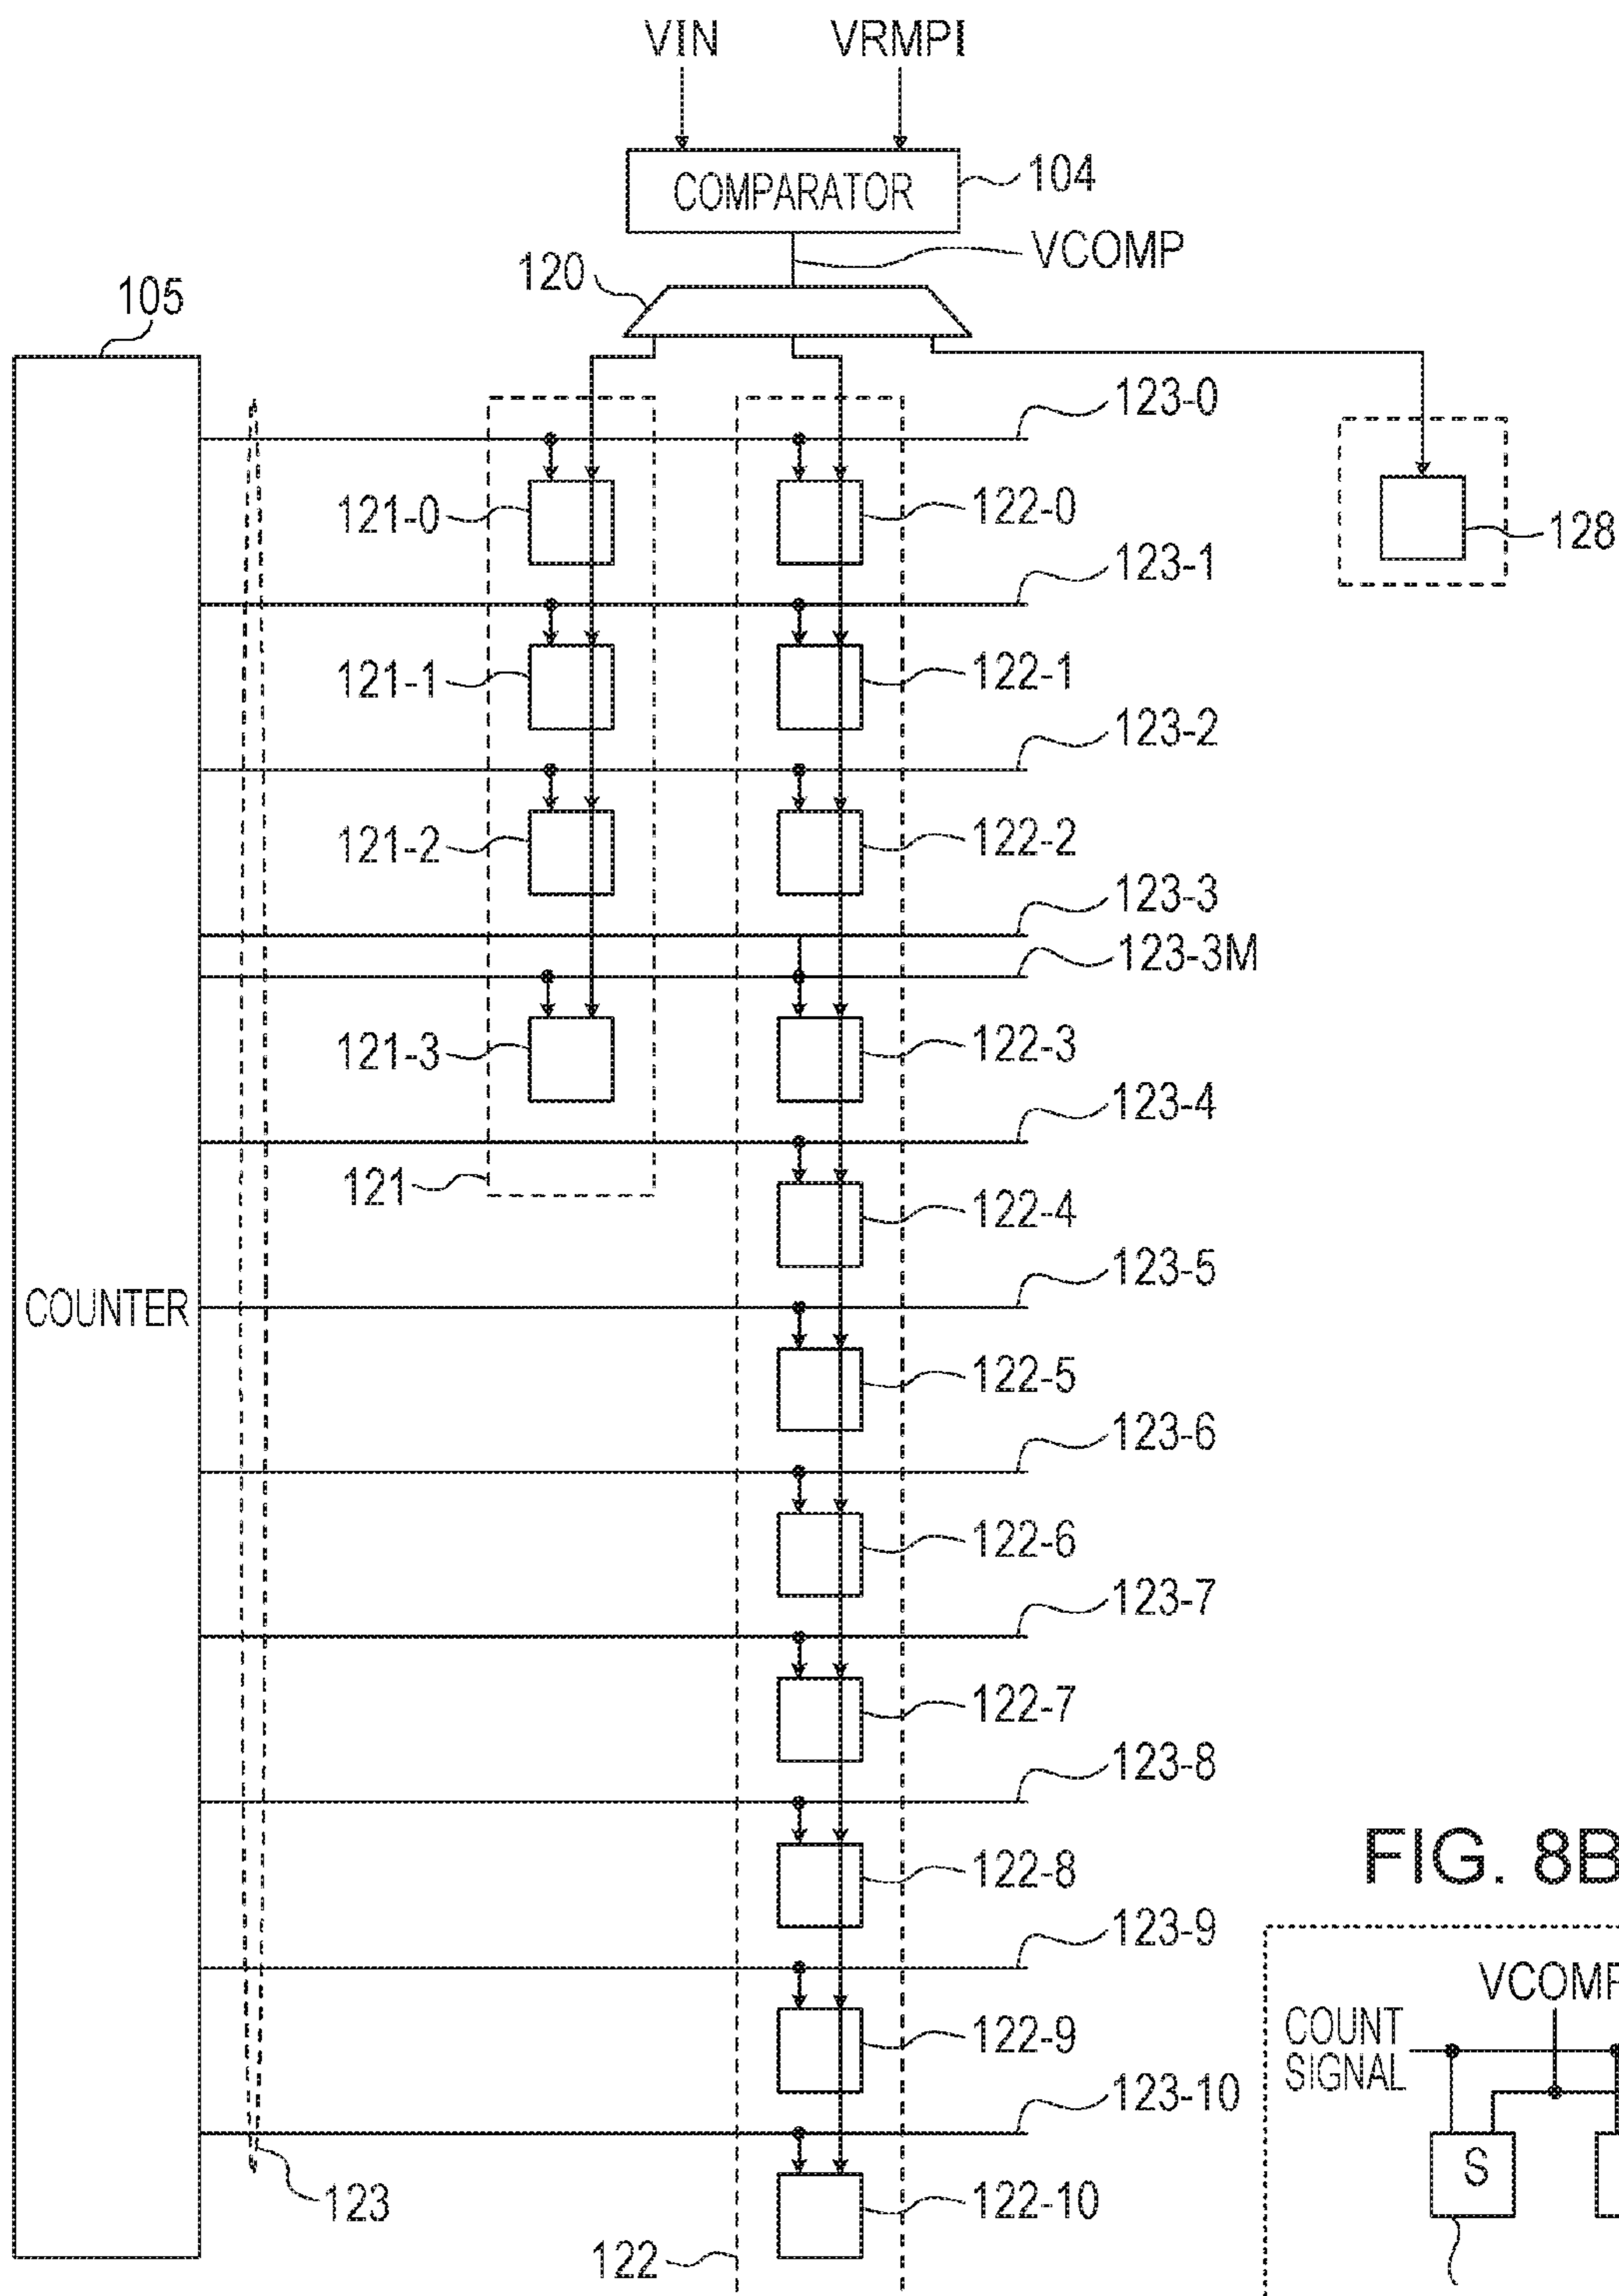 VIN VRMPI
COMPARATOR 104
VCOMP
120
105
123-0
121-0 122-0 128
123-1
121-1 122-1
123-2
121-2 122-2
123-3
123-3M
121-3 122-3
123-4
121 122-4
123-5
COUNTER
122-5
123-6
122-6
123-7
122-7
123-8
FIG. 8B
122-8
123-9
VCOMP
COUNT
SIGNAL
122-9
123-10
S
123 122-10
122